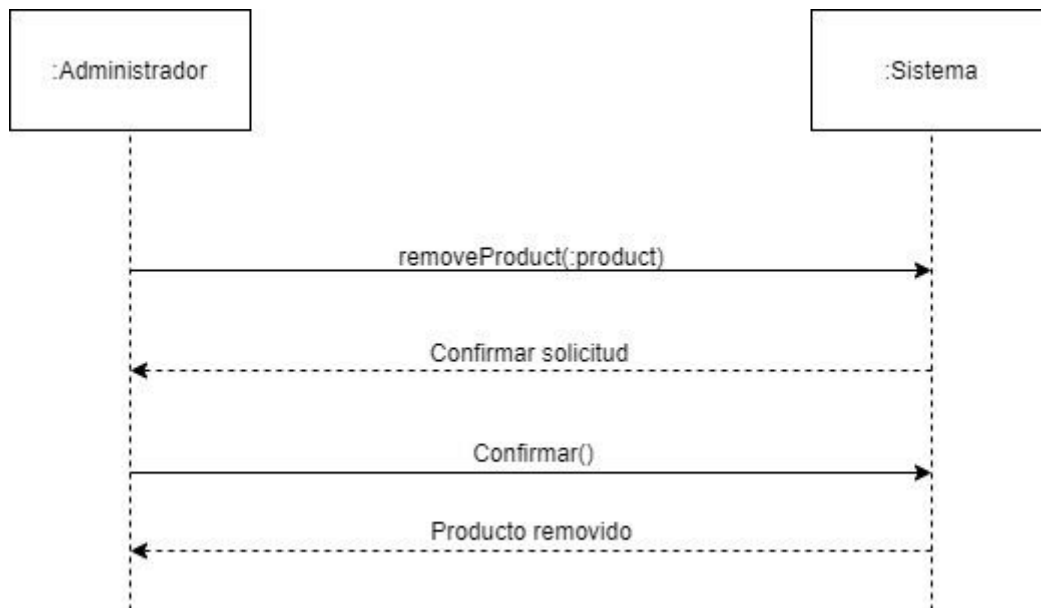 :Administrador
:Sistema
removeProduct(:product)
Confirmar solicitud
Confirmar()
Producto removido